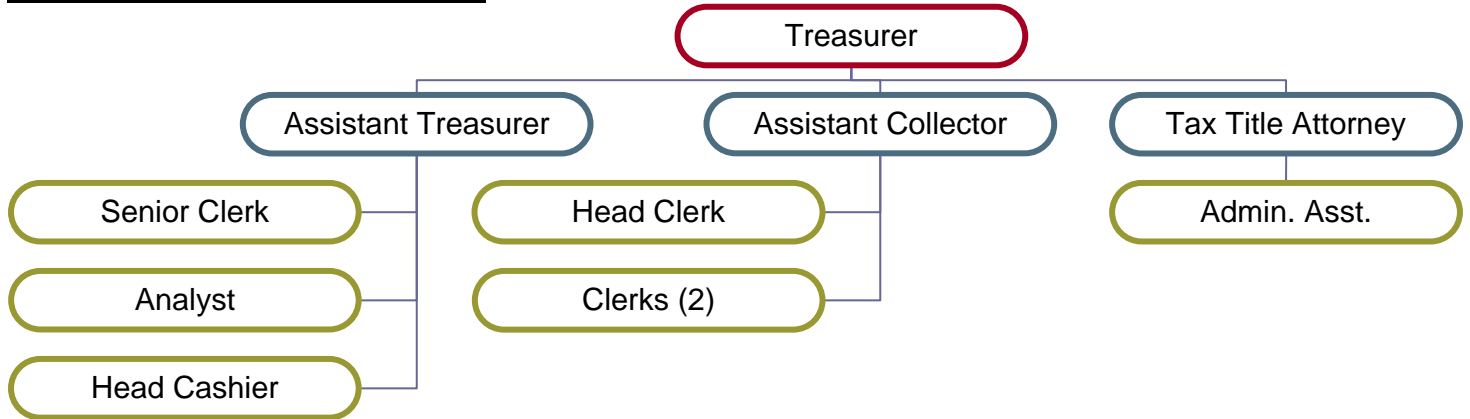 Treasurer
Assistant Treasurer
Assistant Collector
Tax Title Attorney
Senior Clerk
Head Clerk
Admin. Asst.
Analyst
Clerks (2)
Head Cashier